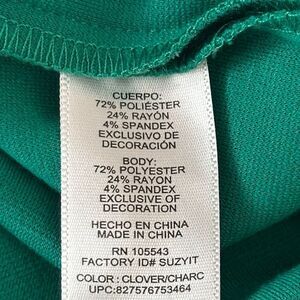 CUERPO:
72% POLIÉSTER
24% RAYÓN
4% SPANDEX
EXCLUSIVO DE
DECORACIÓN
BODY:
72% POLYESTER
24% RAYON
4% SPANDEX
EXCLUSIVE OF
DECORATION
HECHO EN CHINA
MADE IN CHINA
RN 105543
FACTORY ID# SUZYIT
COLOR : CLOVER/CHARC
UPC:827576753464